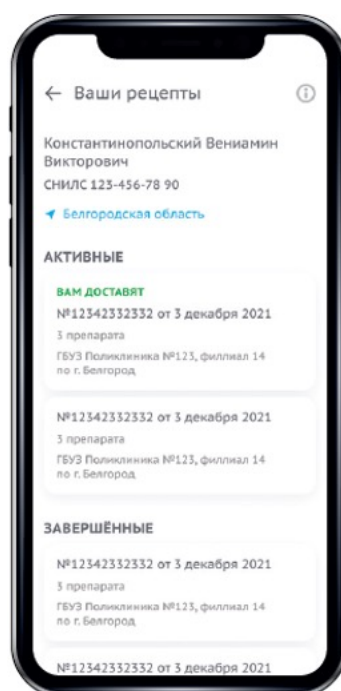 Ваши рецепты
Константинопольский Вениамин
Викторович
СНИЛС 123-456-78 90
Белгородская область
АКТИВНЫЕ
ВАМ ДОСТАВЯТ
№12342332332 от 3 декабря 2021
3 препарата
ГБУЗ Поликлиника №123, филлиал 14
по г. Белгород
№12342332332 от 3 декабря 2021
3 препарата
ГБУЗ Поликлиника №123, филлиал 14
по г. Белгород
ЗАВЕРШЁННЫЕ
№12342332332 от 3 декабря 2021
3 препарата
ГБУЗ Поликлиника №123, филлиал 14
по г. Белгород
№12342332332 от 3 декабря 2021